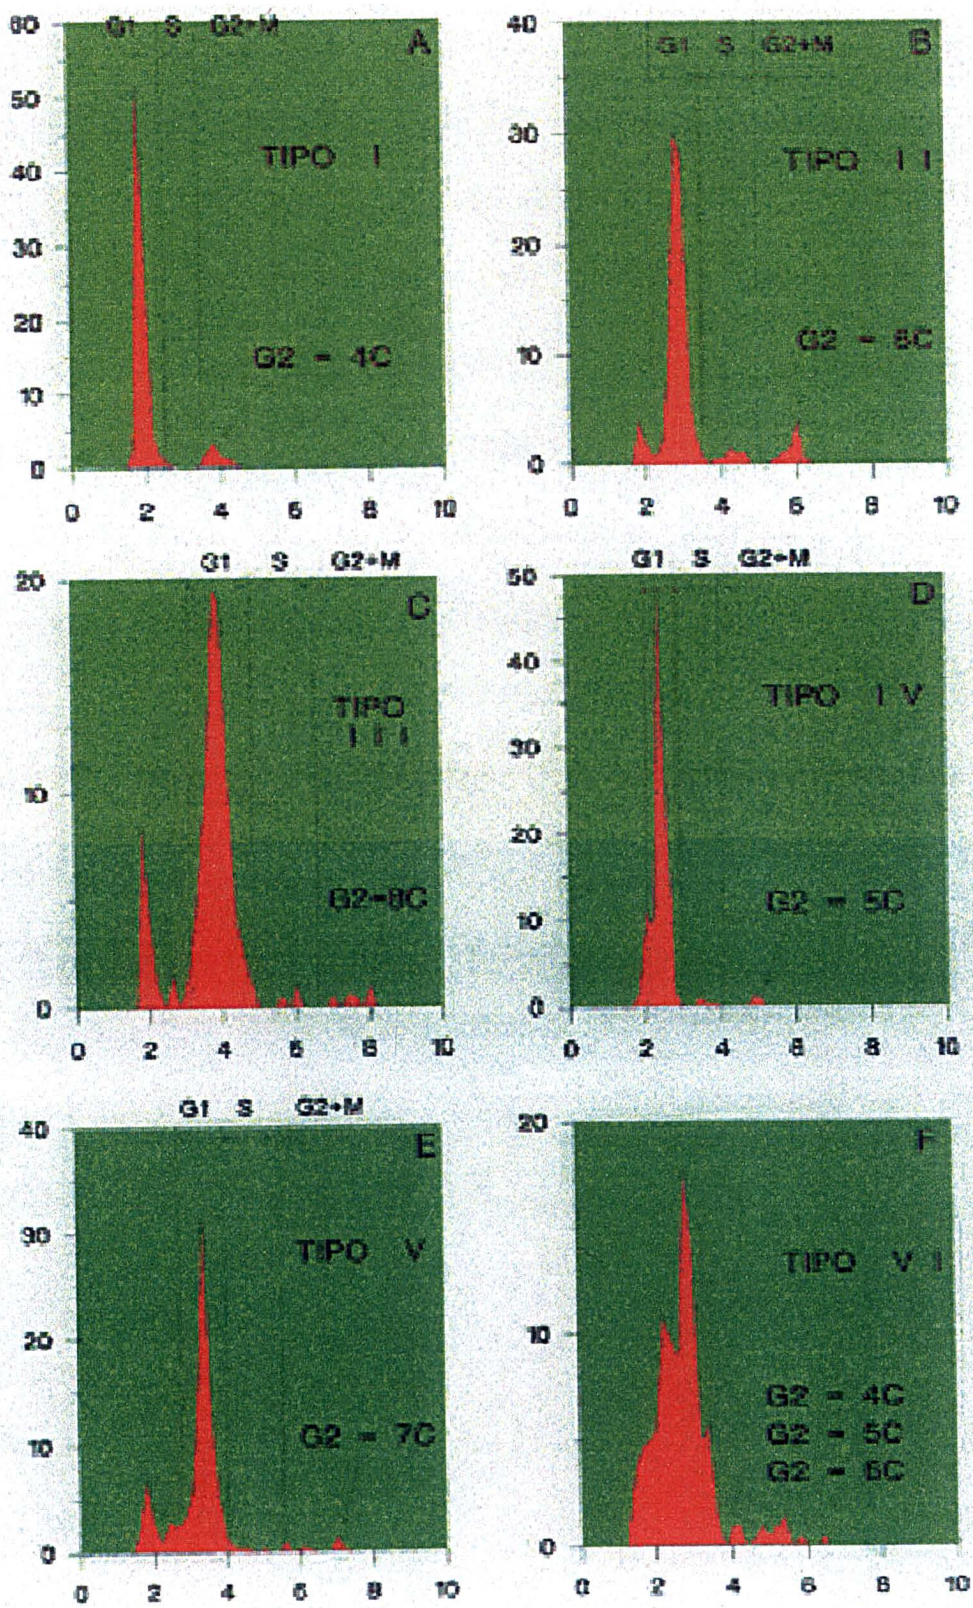 G1 S G2+M
A
60
50
40
30
20
10
0
TIPO I
G2 = 4C
0 2 4 6 8 10
G1 S G2+M
B
40
30
20
10
0
TIPO I I
G2 = 6C
0 2 4 6 8 10
G1 S G2+M
C
20
10
0
TIPO
I I I
G2=8C
0 2 4 6 8 10
G1 S G2+M
D
50
40
30
20
10
0
TIPO I V
G2 = 5C
0 2 4 6 8 10
G1 S G2+M
E
40
30
20
10
0
TIPO V
G2 = 7C
0 2 4 6 8 10
F
20
10
0
TIPO V I
G2 = 4C
G2 = 5C
G2 = 6C
0 2 4 6 8 10